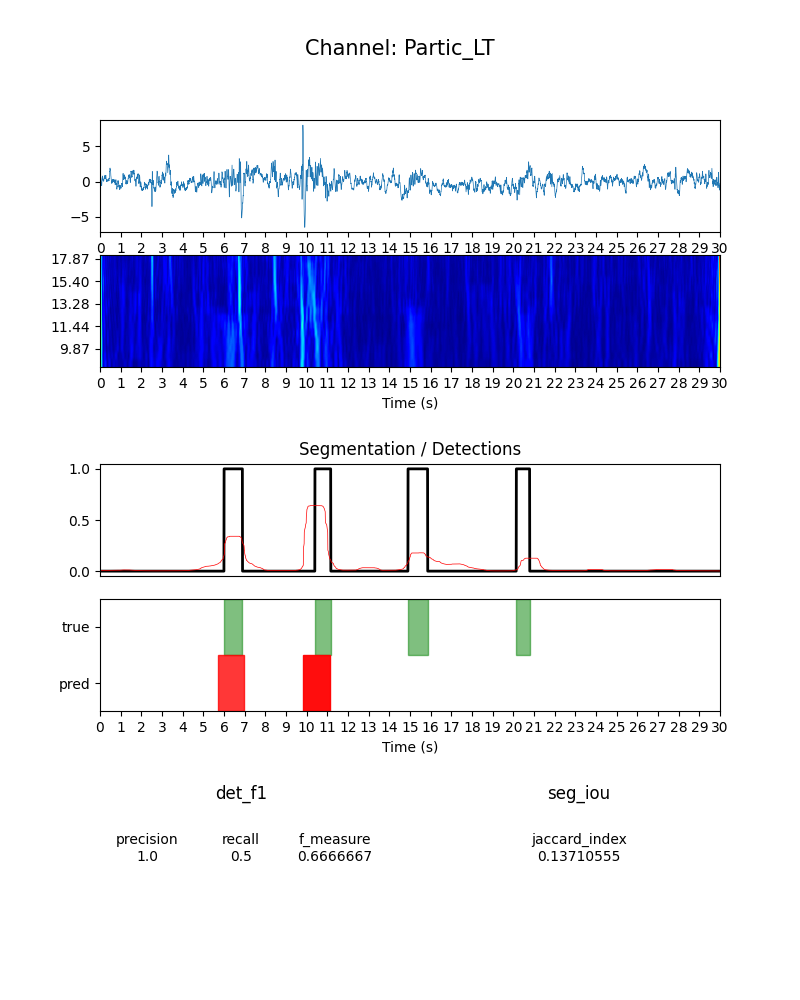 Channel: Partic_LT
5
0
−5
0 1 2 3 4 5 6 7 8 9 10 11 12 13 14 15 16 17 18 19 20 21 22 23 24 25 26 27 28 29 30
17.87
15.40
13.28
11.44
9.87
0 1 2 3 4 5 6 7 8 9 10 11 12 13 14 15 16 17 18 19 20 21 22 23 24 25 26 27 28 29 30
Time (s)
Segmentation / Detections
1.0
0.5
0.0
true
pred
0 1 2 3 4 5 6 7 8 9 10 11 12 13 14 15 16 17 18 19 20 21 22 23 24 25 26 27 28 29 30
Time (s)
det_f1 seg_iou
precision recall f_measure jaccard_index
1.0 0.5 0.6666667 0.13710555